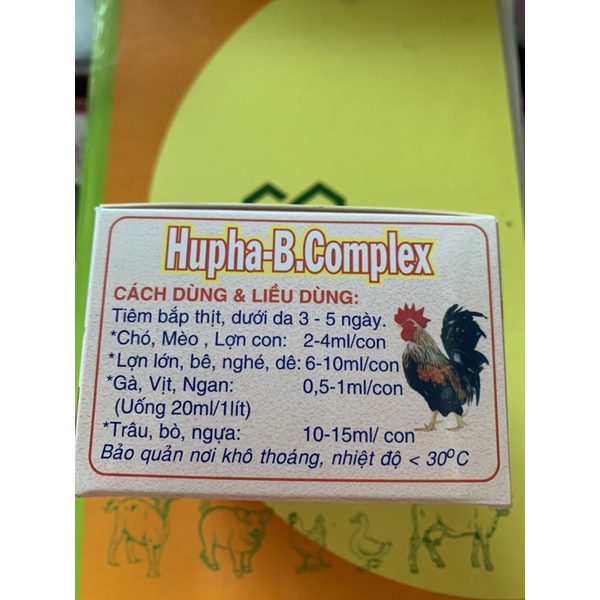 Hupha-B.Complex
CÁCH DÙNG & LIỀU DÙNG:
Tiêm bắp thịt, dưới da 3 - 5 ngày.
*Chó, Mèo , Lợn con: 2-4ml/con
*Lợn lớn, bê, nghé, dê: 6-10ml/con
*Gà, Vịt, Ngan: 0,5-1ml/con
(Uống 20ml/1lít)
*Trâu, bò, ngựa: 10-15ml/ con
Bảo quản nơi khô thoáng, nhiệt độ < 30⁰C